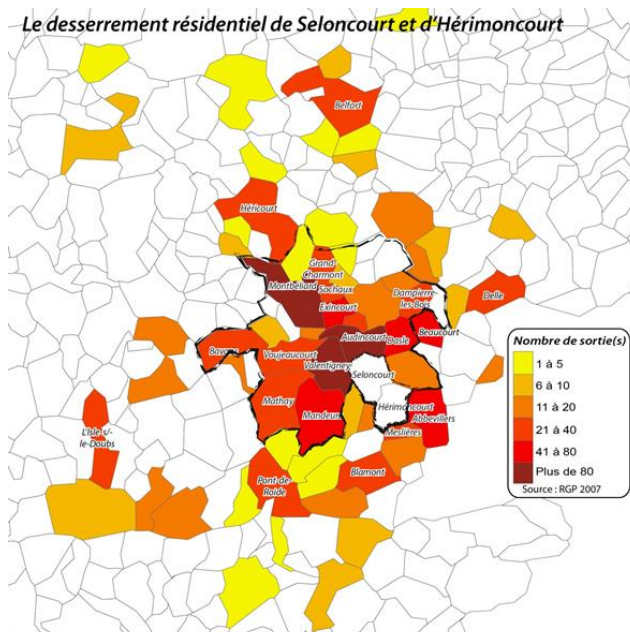 Le desserrement résidentiel de Seloncourt et d'Hérimoncourt
Belfort
Héricourt
Grand-
Charmont
Montbéliard
Sochaux
Exincourt
Dampierre-
les-Bois
Delle
Beaucourt
Audincourt
Dasle
Bavans
Voujeaucourt
Valentigney
Seloncourt
Mathay
Mandeure
Hérimoncourt
Abbevillers
Meslières
L'Isle-s/-
le-Doubs
Pont-de-
Roide
Blamont
Nombre de sortie(s)
1 à 5
6 à 10
11 à 20
21 à 40
41 à 80
Plus de 80
Source : RGP 2007